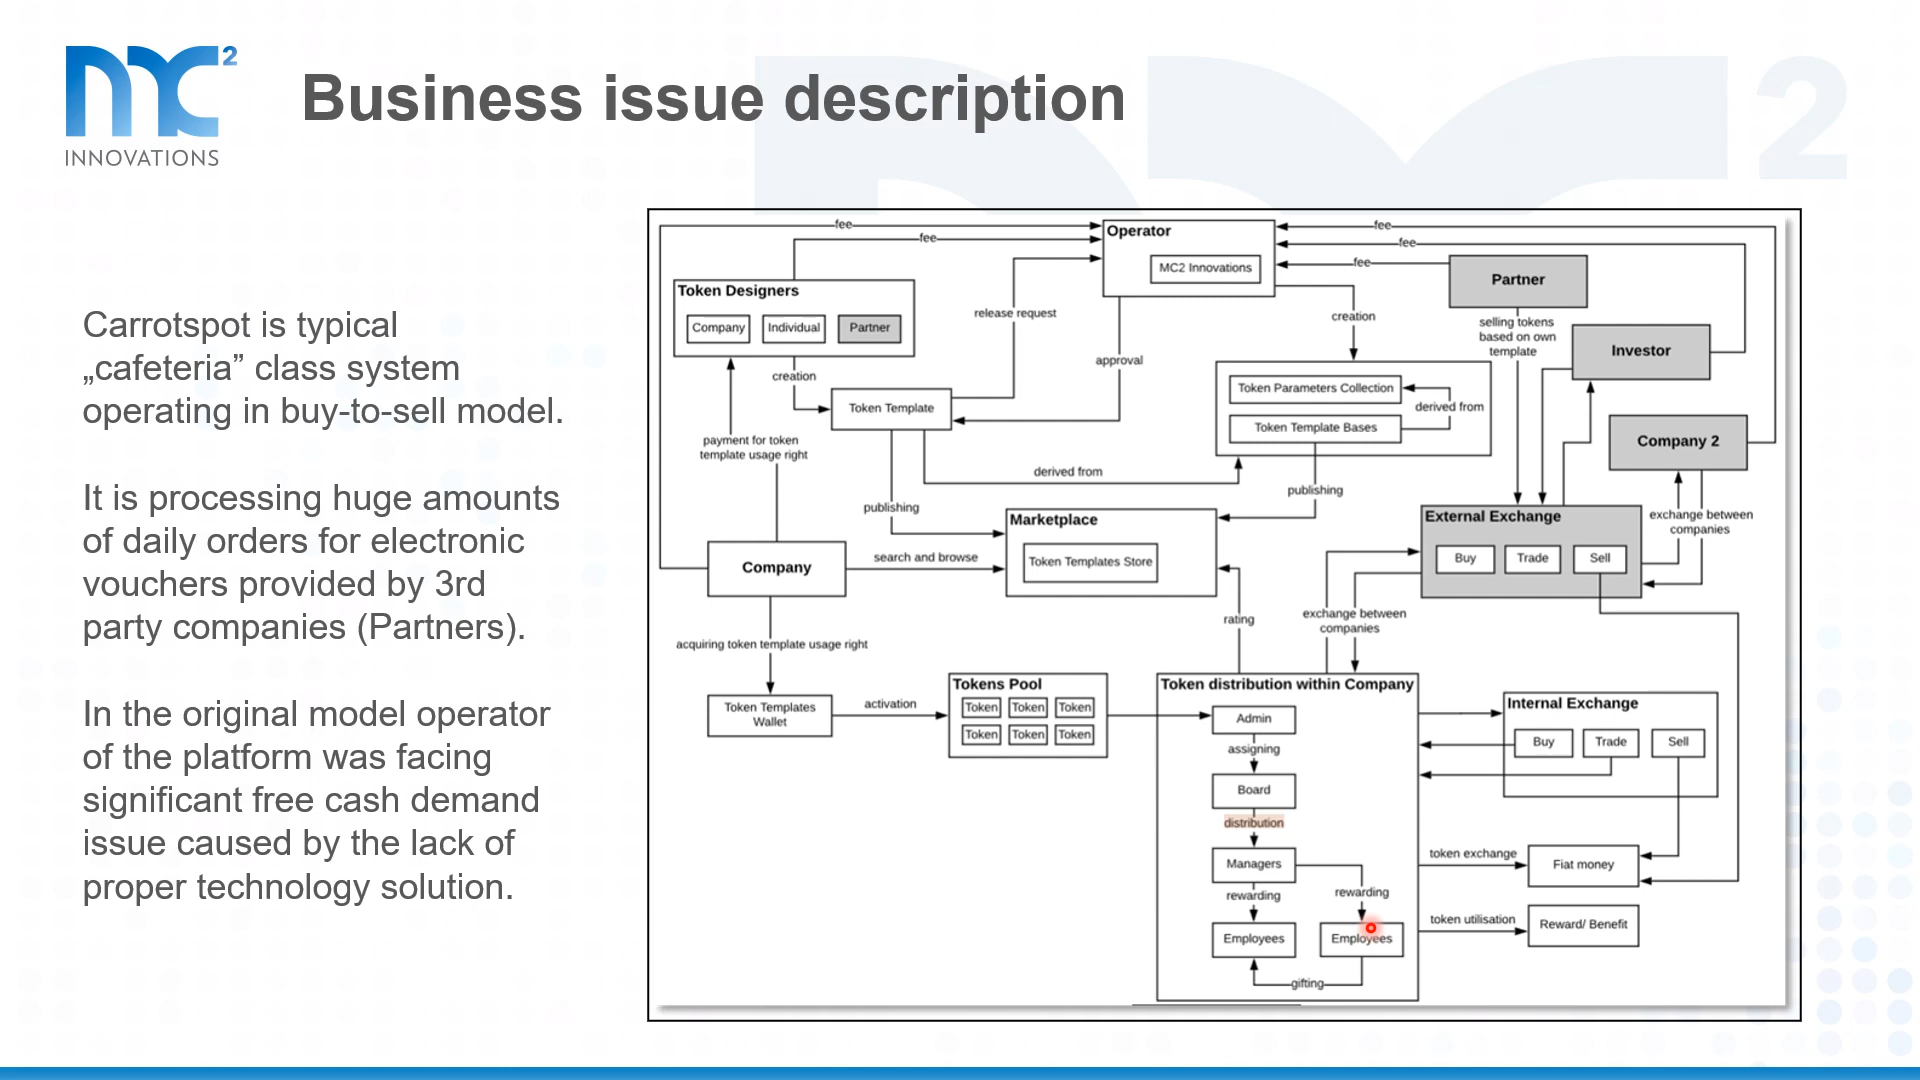 MC²
INNOVATIONS
Business issue description
Carrotspot is typical
„cafeteria” class system
operating in buy-to-sell model.
It is processing huge amounts
of daily orders for electronic
vouchers provided by 3rd
party companies (Partners).
In the original model operator
of the platform was facing
significant free cash demand
issue caused by the lack of
proper technology solution.
fee
fee
Operator
MC2 Innovations
fee
fee
fee
Partner
Token Designers
Company
Individual
Partner
release request
creation
selling tokens
based on own
template
Investor
creation
approval
Token Template
Token Parameters Collection
derived from
Token Template Bases
Company 2
payment for token
template usage right
derived from
publishing
publishing
Marketplace
Token Templates Store
External Exchange
Buy
Trade
Sell
exchange between
companies
Company
search and browse
rating
exchange between
companies
acquiring token template usage right
Token Templates
Wallet
activation
Tokens Pool
Token
Token
Token
Token
Token
Token
Token distribution within Company
Admin
assigning
Board
distribution
Managers
rewarding
rewarding
Employees
Employees
gifting
Internal Exchange
Buy
Trade
Sell
token exchange
Fiat money
token utilisation
Reward/ Benefit